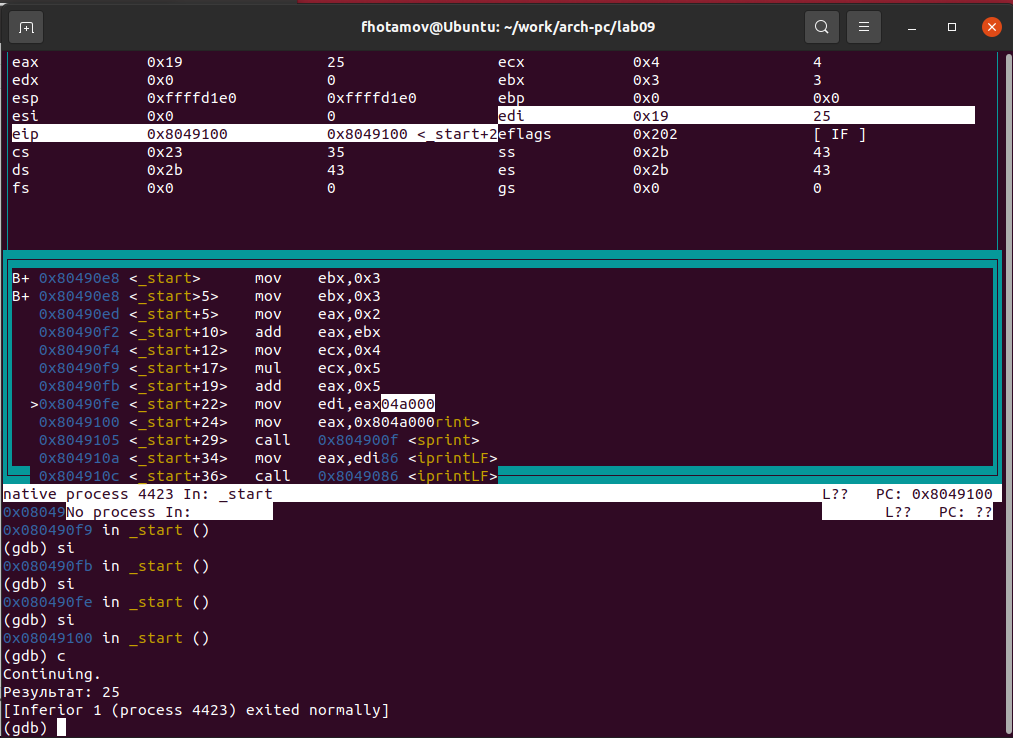 fhotamov@Ubuntu: ~/work/arch-pc/lab09
eax 0x19 25 ecx 0x4 4
edx 0x0 0 ebx 0x3 3
esp 0xffffd1e0 0xffffd1e0 ebp 0x0 0x0
esi 0x0 0 edi 0x19 25
eip 0x8049100 0x8049100 <_start+2eflags 0x202 [ IF ]
cs 0x23 35 ss 0x2b 43
ds 0x2b 43 es 0x2b 43
fs 0x0 0 gs 0x0 0
B+ 0x80490e8 <_start> mov ebx,0x3
B+ 0x80490e8 <_start>5> mov ebx,0x3
0x80490ed <_start+5> mov eax,0x2
0x80490f2 <_start+10> add eax,ebx
0x80490f4 <_start+12> mov ecx,0x4
0x80490f9 <_start+17> mul ecx,0x5
0x80490fb <_start+19> add eax,0x5
>0x80490fe <_start+22> mov edi,eax04a000
0x8049100 <_start+24> mov eax,0x804a000rint>
0x8049105 <_start+29> call 0x804900f <sprint>
0x804910a <_start+34> mov eax,edi86 <iprintLF>
0x804910c <_start+36> call 0x8049086 <iprintLF>
native process 4423 In: _start L?? PC: 0x8049100
0x08049No process In: L?? PC: ??
0x080490f9 in _start ()
(gdb) si
0x080490fb in _start ()
(gdb) si
0x080490fe in _start ()
(gdb) si
0x08049100 in _start ()
(gdb) c
Continuing.
Результат: 25
[Inferior 1 (process 4423) exited normally]
(gdb)